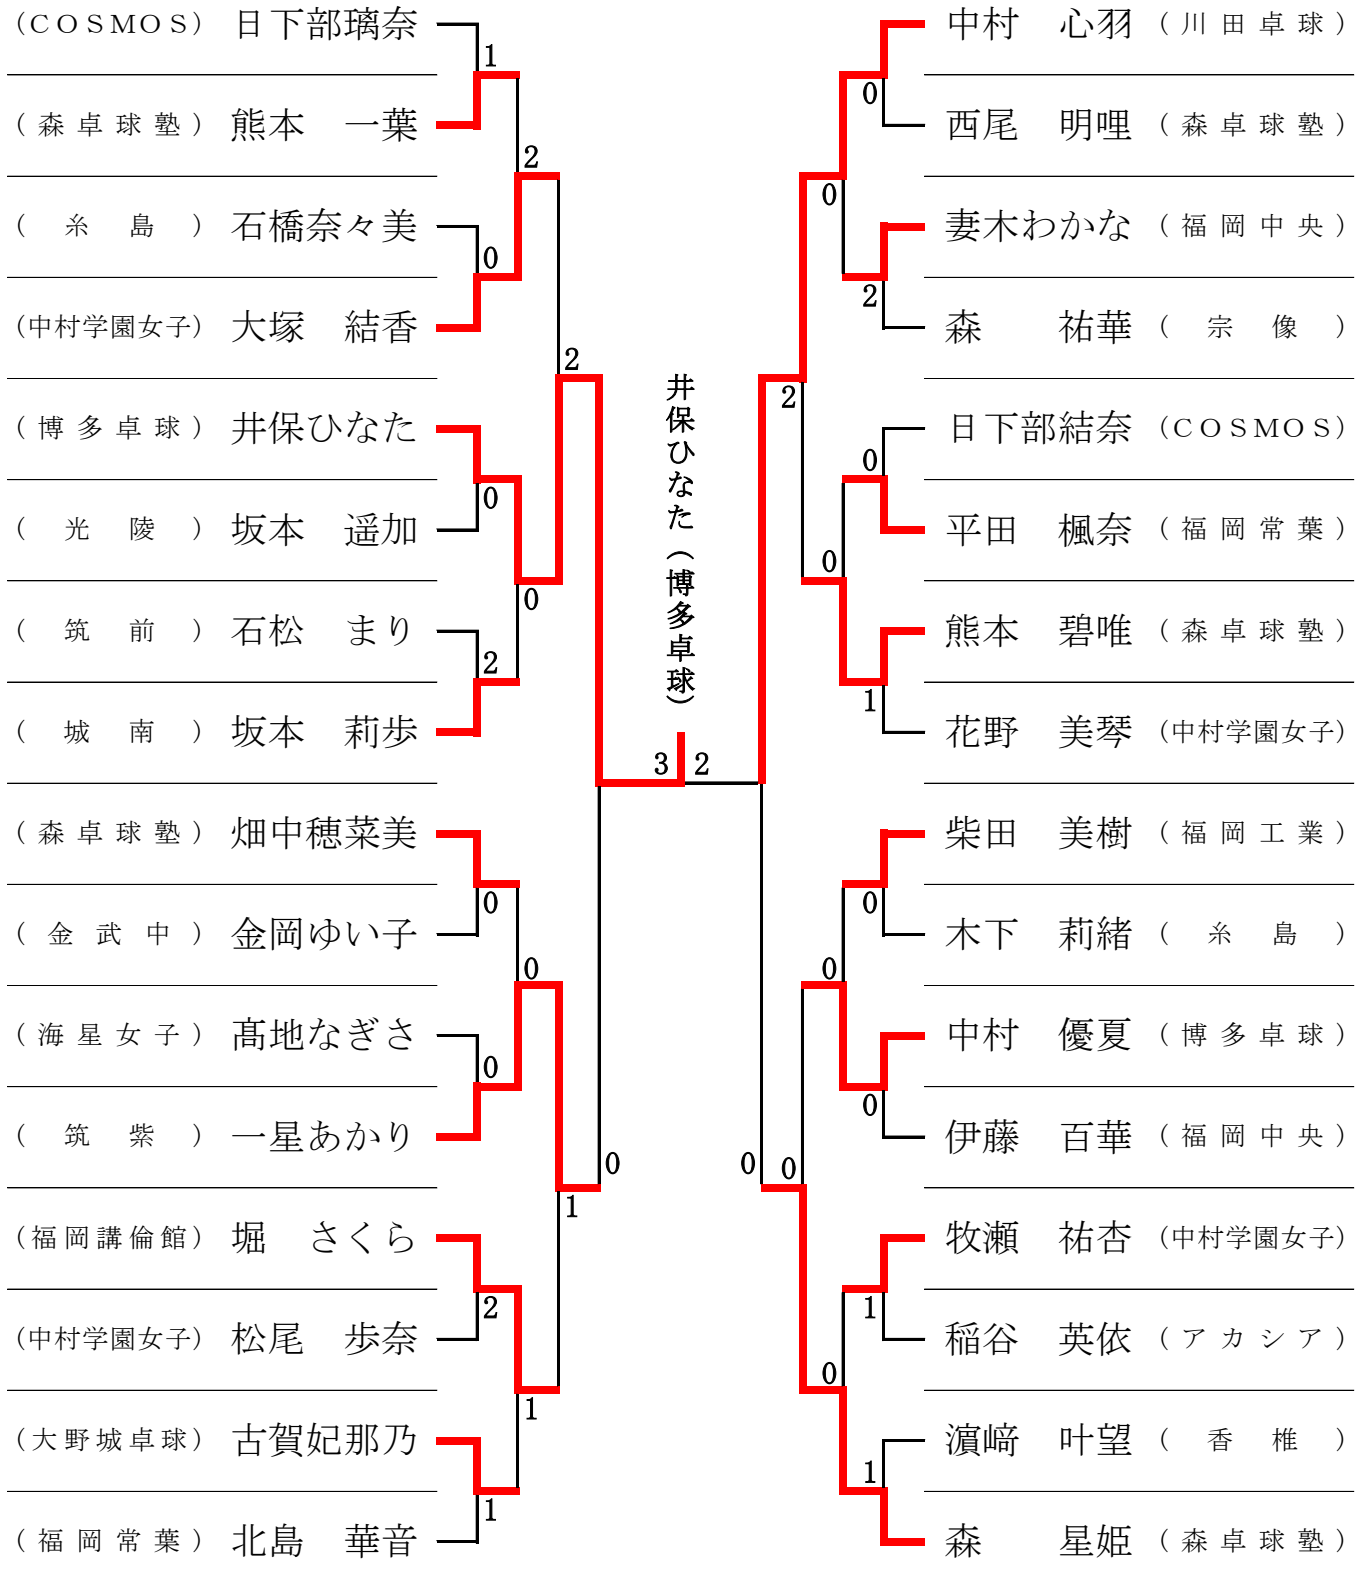 (COSMOS) 日下部璃奈
1
(森卓球塾) 熊本 一葉
2
(糸島) 石橋奈々美
0
(中村学園女子) 大塚 結香
2
(博多卓球) 井保ひなた
0
(光陵) 坂本 遥加
0
(筑前) 石松 まり
2
(城南) 坂本 莉歩
(森卓球塾) 畑中穂菜美
0
(金武中) 金岡ゆい子
0
(海星女子) 髙地なぎさ
0
(筑紫) 一星あかり
0
1
(福岡講倫館) 堀 さくら
2
(中村学園女子) 松尾 歩奈
1
(大野城卓球) 古賀妃那乃
1
(福岡常葉) 北島 華音
井保ひなた(博多卓球)
3 2
中村 心羽 (川田卓球)
0
西尾 明哩 (森卓球塾)
0
妻木わかな (福岡中央)
2
森 祐華 (宗像)
2
日下部結奈 (COSMOS)
0
平田 楓奈 (福岡常葉)
0
熊本 碧唯 (森卓球塾)
1
花野 美琴 (中村学園女子)
柴田 美樹 (福岡工業)
0
木下 莉緒 (糸島)
0
中村 優夏 (博多卓球)
0
伊藤 百華 (福岡中央)
0 0
牧瀬 祐杏 (中村学園女子)
1
稲谷 英依 (アカシア)
0
濵﨑 叶望 (香椎)
1
森 星姫 (森卓球塾)